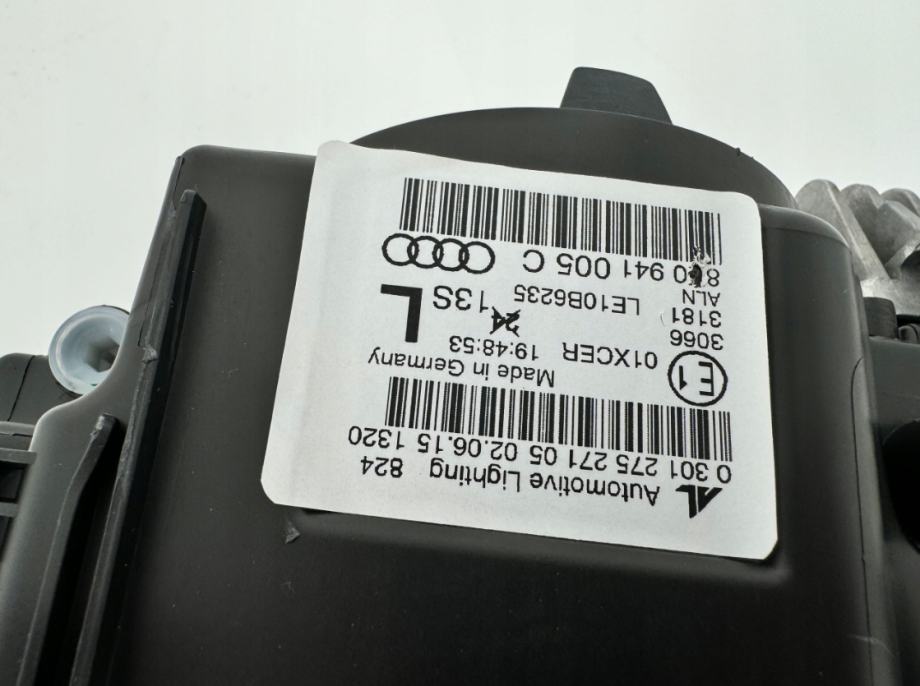 Automotive Lighting 824
0 301 275 271 05 02.06.15 1320
Made in Germany
E1
01XCER 19:48:53
3066
3181
ALN
24
13S
L
LE10B6235
941 005 C